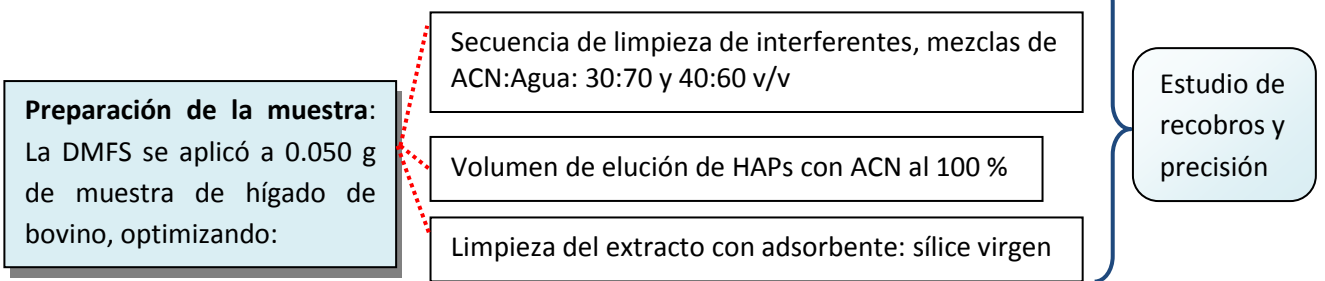 Preparación de la muestra:
La DMFS se aplicó a 0.050 g
de muestra de hígado de
bovino, optimizando:
Secuencia de limpieza de interferentes, mezclas de
ACN:Agua: 30:70 y 40:60 v/v
Volumen de elución de HAPs con ACN al 100 %
Limpieza del extracto con adsorbente: sílice virgen
Estudio de
recobros y
precisión